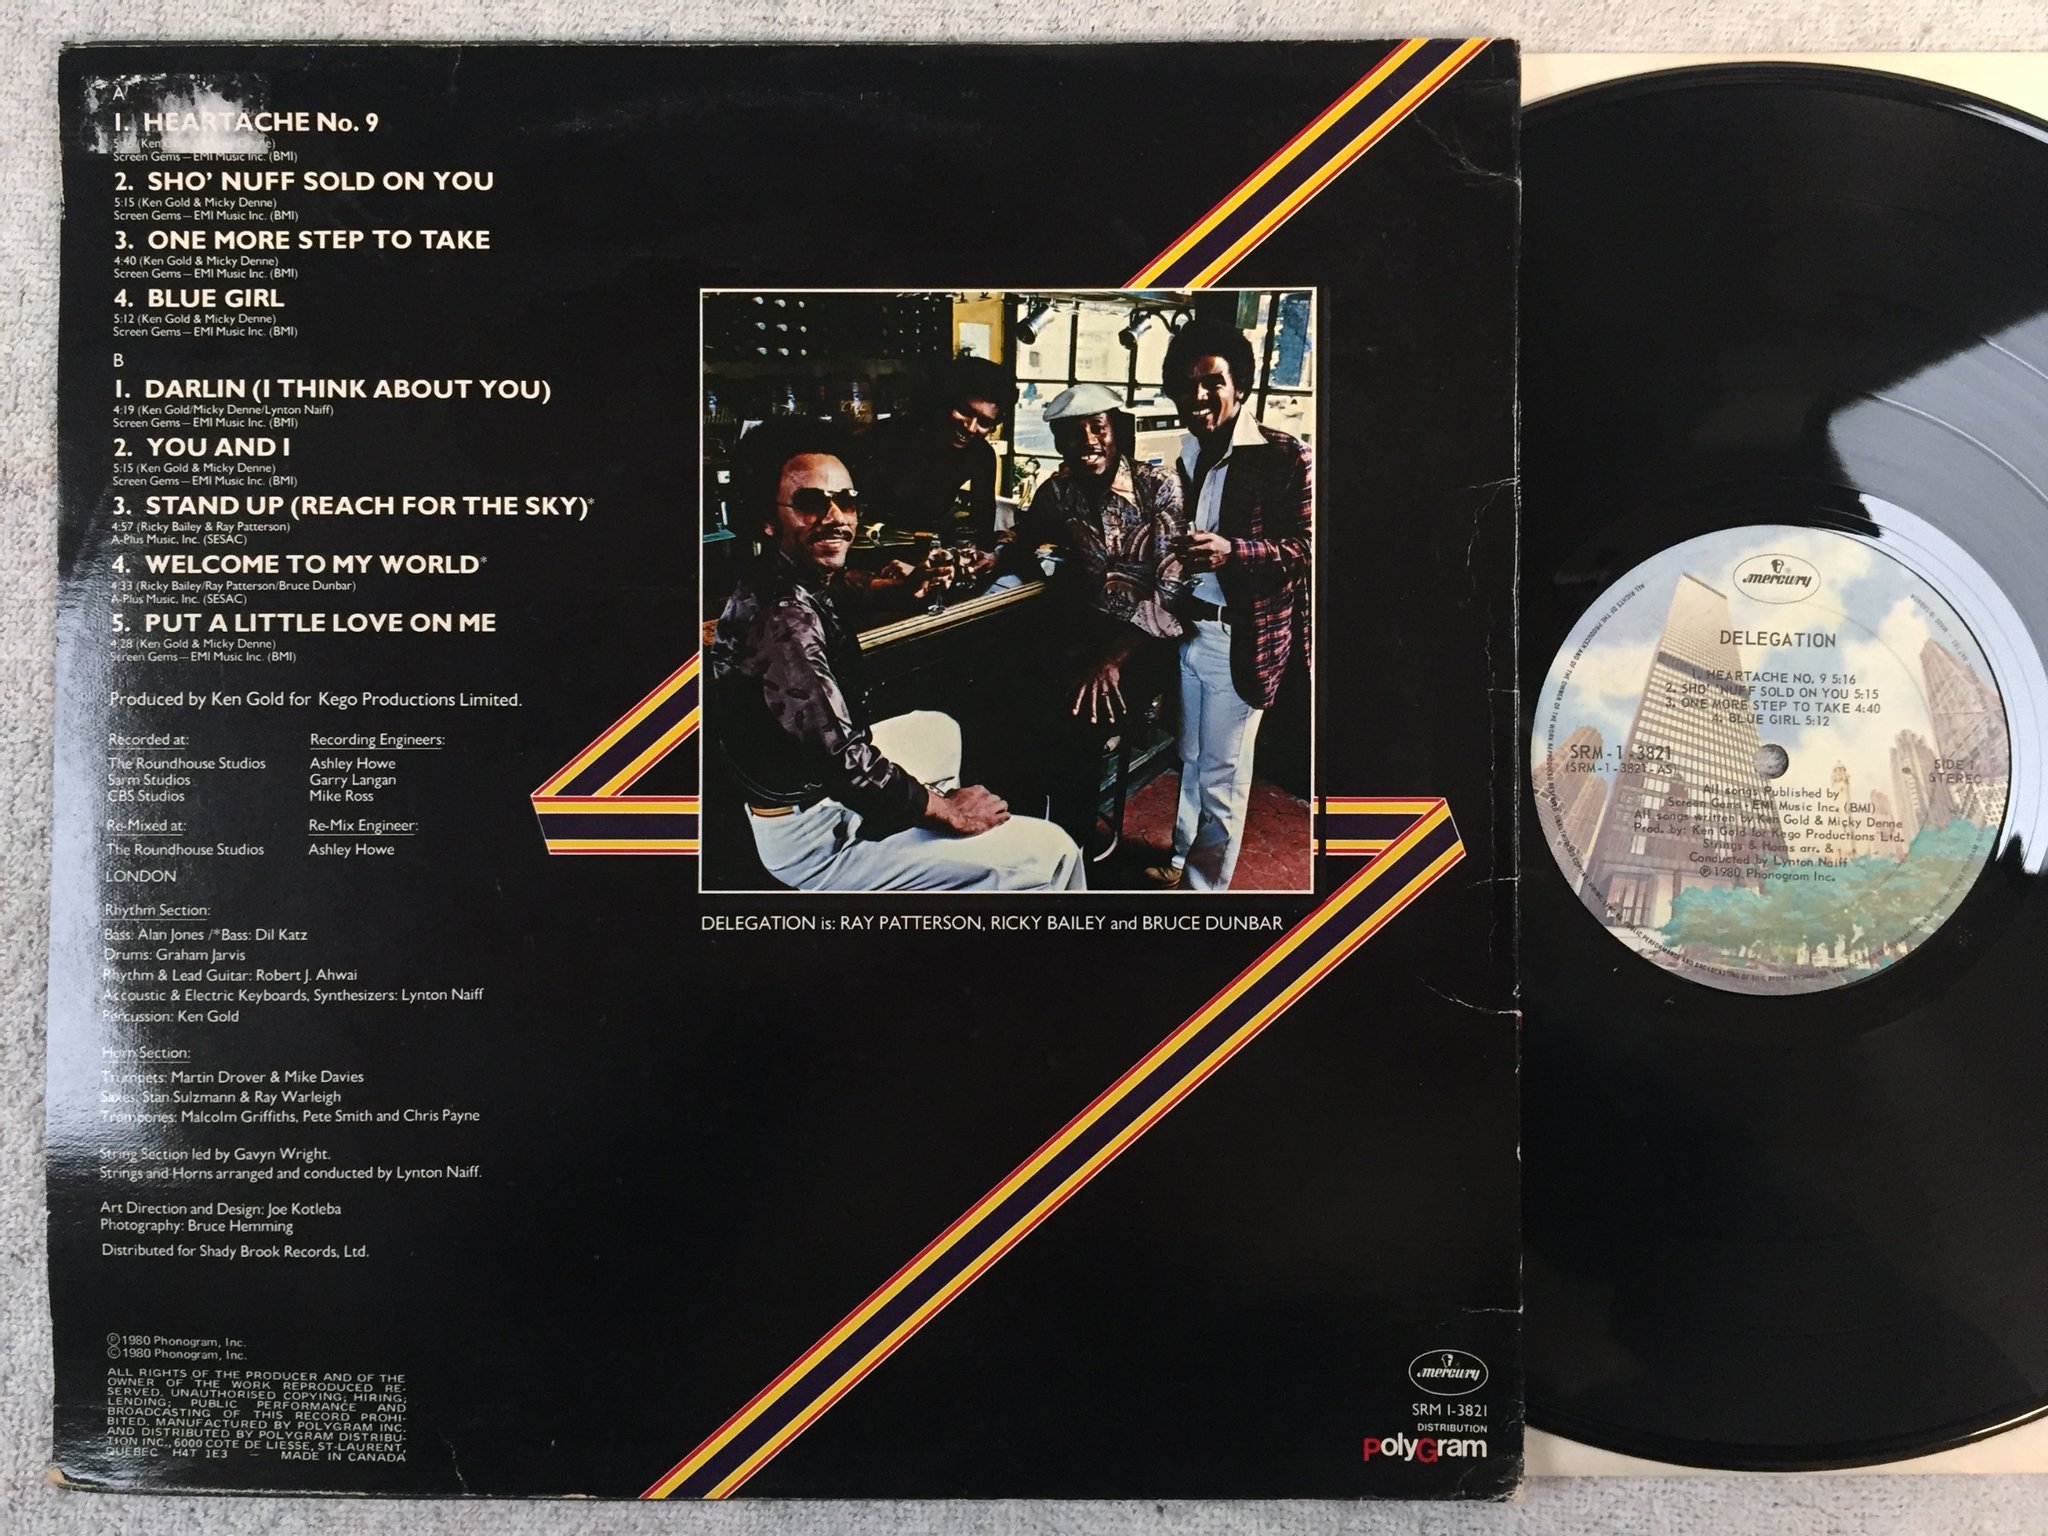 A
1. HEARTACHE No. 9
5:16 (Ken Gold & Micky Denne)
Screen Gems – EMI Music Inc. (BMI)
2. SHO' NUFF SOLD ON YOU
5:15 (Ken Gold & Micky Denne)
Screen Gems – EMI Music Inc. (BMI)
3. ONE MORE STEP TO TAKE
4:40 (Ken Gold & Micky Denne)
Screen Gems – EMI Music Inc. (BMI)
4. BLUE GIRL
5:12 (Ken Gold & Micky Denne)
Screen Gems – EMI Music Inc. (BMI)
B
1. DARLIN (I THINK ABOUT YOU)
4:19 (Ken Gold/Micky Denne/Lynton Naiff)
Screen Gems – EMI Music Inc. (BMI)
2. YOU AND I
5:15 (Ken Gold & Micky Denne)
Screen Gems – EMI Music Inc. (BMI)
3. STAND UP (REACH FOR THE SKY)*
4:57 (Ricky Bailey & Ray Patterson)
A-Plus Music, Inc. (SESAC)
4. WELCOME TO MY WORLD*
4:33 (Ricky Bailey/Ray Patterson/Bruce Dunbar)
A-Plus Music, Inc. (SESAC)
5. PUT A LITTLE LOVE ON ME
4:28 (Ken Gold & Micky Denne)
Screen Gems – EMI Music Inc. (BMI)
Produced by Ken Gold for Kego Productions Limited.
Recorded at: Recording Engineers:
The Roundhouse Studios Ashley Howe
Sarm Studios Garry Langan
CBS Studios Mike Ross
Re-Mixed at: Re-Mix Engineer:
The Roundhouse Studios Ashley Howe
LONDON
Rhythm Section:
Bass: Alan Jones /*Bass: Dil Katz
Drums: Graham Jarvis
Rhythm & Lead Guitar: Robert J. Ahwai
Accoustic & Electric Keyboards, Synthesizers: Lynton Naiff
Percussion: Ken Gold
Horn Section:
Trumpets: Martin Drover & Mike Davies
Saxes: Stan Sulzmann & Ray Warleigh
Trombones: Malcolm Griffiths, Pete Smith and Chris Payne
String Section led by Gavyn Wright.
Strings and Horns arranged and conducted by Lynton Naiff.
Art Direction and Design: Joe Kotleba
Photography: Bruce Hemming
Distributed for Shady Brook Records, Ltd.
℗ 1980 Phonogram, Inc.
© 1980 Phonogram, Inc.
ALL RIGHTS OF THE PRODUCER AND OF THE
OWNER OF THE WORK REPRODUCED RE-
SERVED. UNAUTHORISED COPYING; HIRING;
LENDING; PUBLIC PERFORMANCE AND
BROADCASTING OF THIS RECORD PROHI-
BITED. MANUFACTURED BY POLYGRAM INC.
AND DISTRIBUTED BY POLYGRAM DISTRIBU-
TION INC., 6000 COTE DE LIESSE, ST-LAURENT,
QUEBEC H4T 1E3 – MADE IN CANADA
DELEGATION is: RAY PATTERSON, RICKY BAILEY and BRUCE DUNBAR
mercury
SRM 1-3821
DISTRIBUTION
PolyGram
mercury
DELEGATION
1. HEARTACHE NO. 9 5:16
2. SHO' 'NUFF SOLD ON YOU 5:15
3. ONE MORE STEP TO TAKE 4:40
4. BLUE GIRL 5:12
SRM-1-3821
(SRM-1-3821-AS)
SIDE 1
STEREO
All songs Published by
Screen Gems - EMI Music Inc. (BMI)
All songs written by Ken Gold & Micky Denne
Prod. by: Ken Gold for Kego Productions Ltd.
Strings & Horns arr. &
Conducted by Lynton Naiff
℗ 1980 Phonogram Inc.